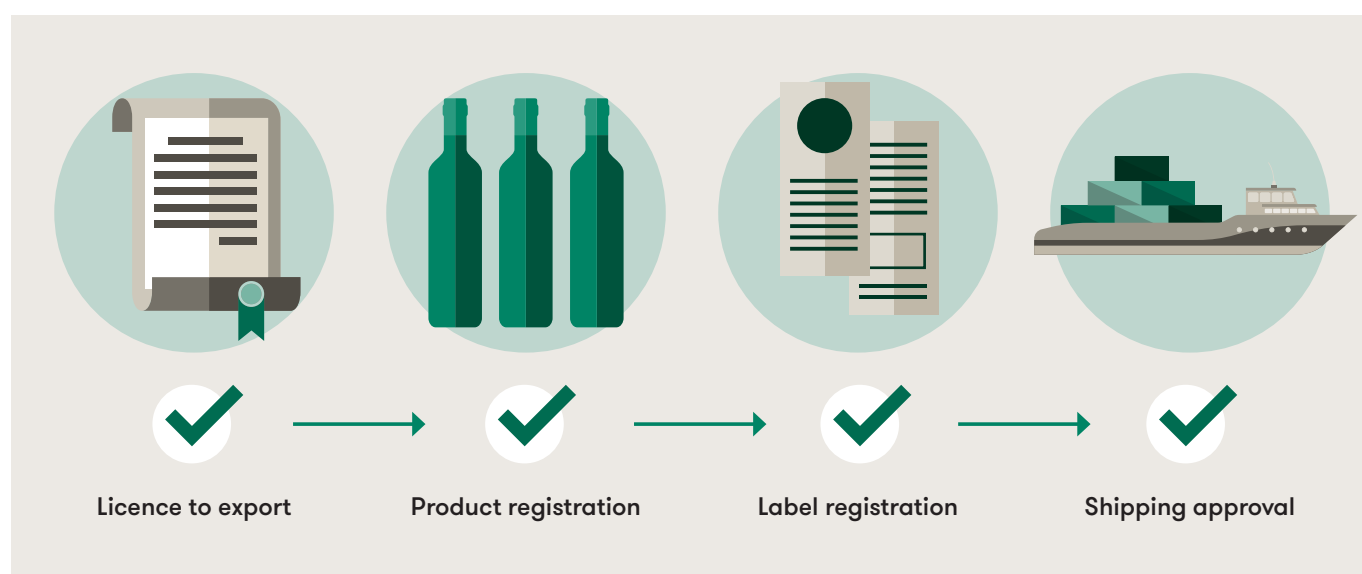 Licence to export
Product registration
Label registration
Shipping approval